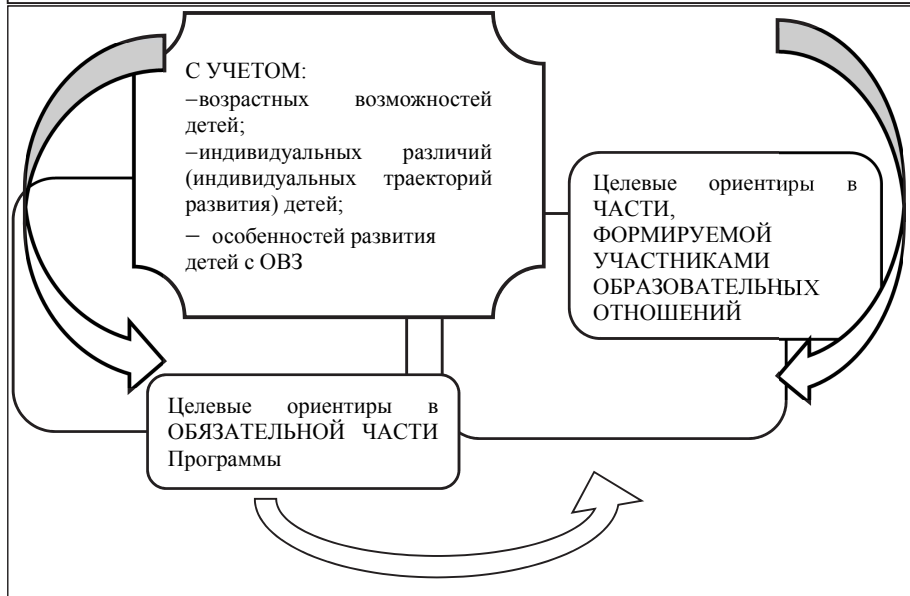 С УЧЕТОМ:
−возрастных возможностей
детей;
−индивидуальных различий
(индивидуальных траекторий
развития) детей;
− особенностей развития
детей с ОВЗ
Целевые ориентиры в
ЧАСТИ,
ФОРМИРУЕМОЙ
УЧАСТНИКАМИ
ОБРАЗОВАТЕЛЬНЫХ
ОТНОШЕНИЙ
Целевые ориентиры в
ОБЯЗАТЕЛЬНОЙ ЧАСТИ
Программы